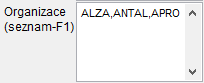 Organizace
(seznam-F1)
ALZA,ANTAL,APRO